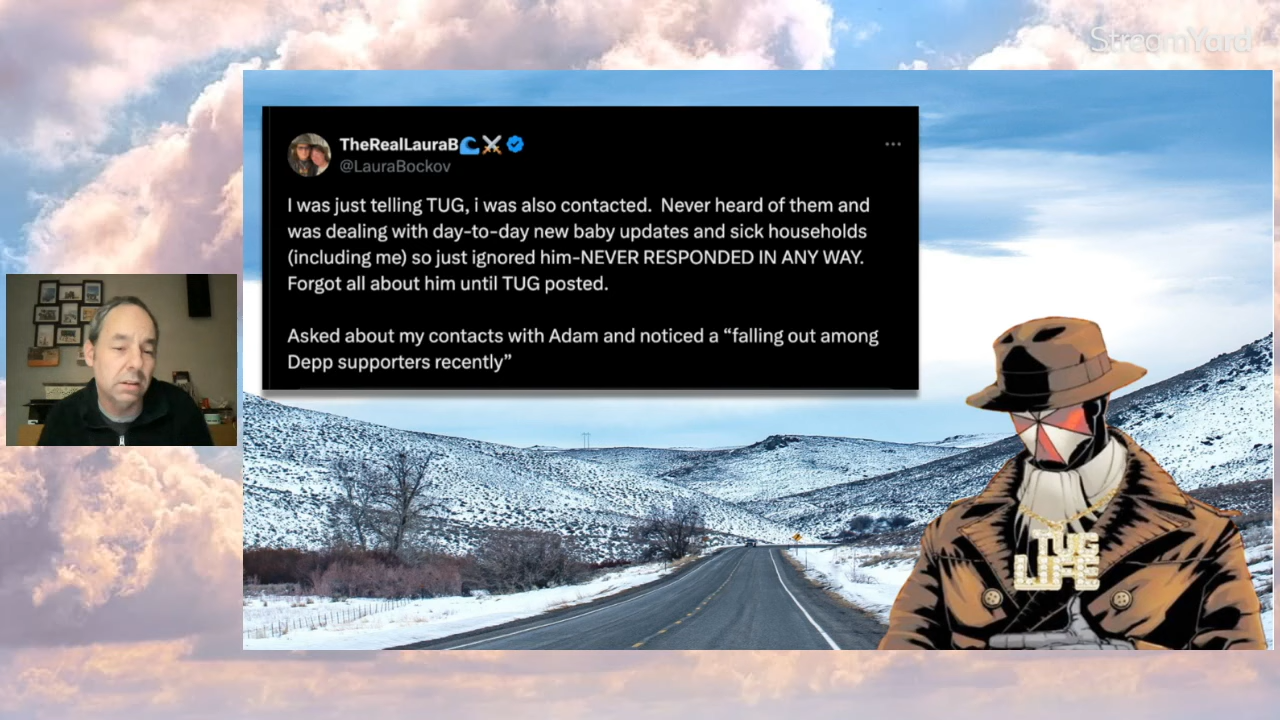 StreamYard
TheRealLauraB🌊⚔️
@LauraBockov
I was just telling TUG, i was also contacted.  Never heard of them and
was dealing with day-to-day new baby updates and sick households
(including me) so just ignored him-NEVER RESPONDED IN ANY WAY.
Forgot all about him until TUG posted.
Asked about my contacts with Adam and noticed a “falling out among
Depp supporters recently”
TUG
LIFE